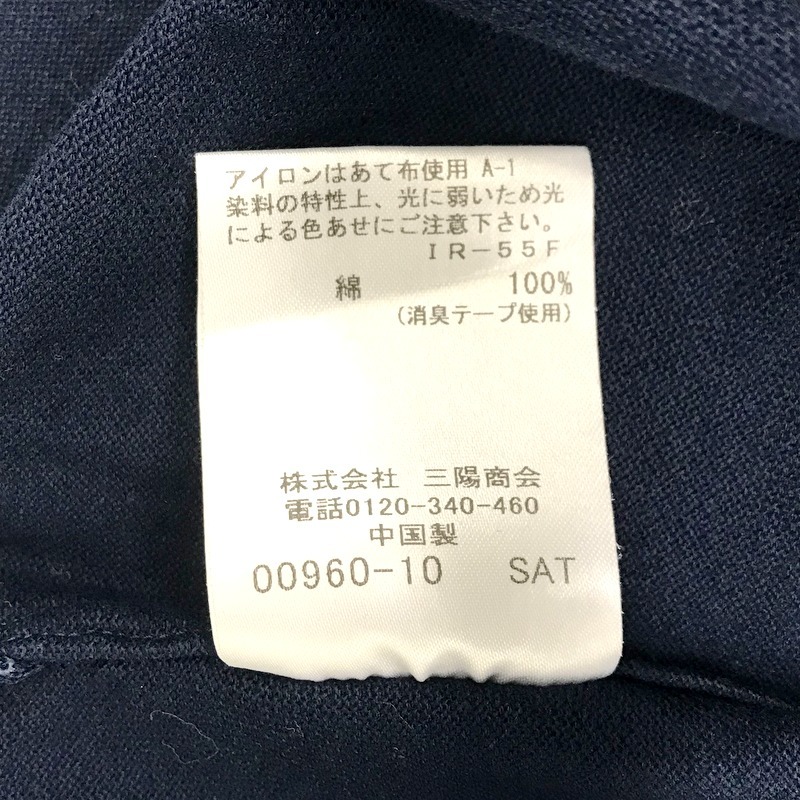 アイロンはあて布使用 A-1
染料の特性上、光に弱いため光
による色あせにご注意下さい。
IR-55F
綿 100%
(消臭テープ使用)
株式会社 三陽商会
電話0120-340-460
中国製
00960-10 SAT